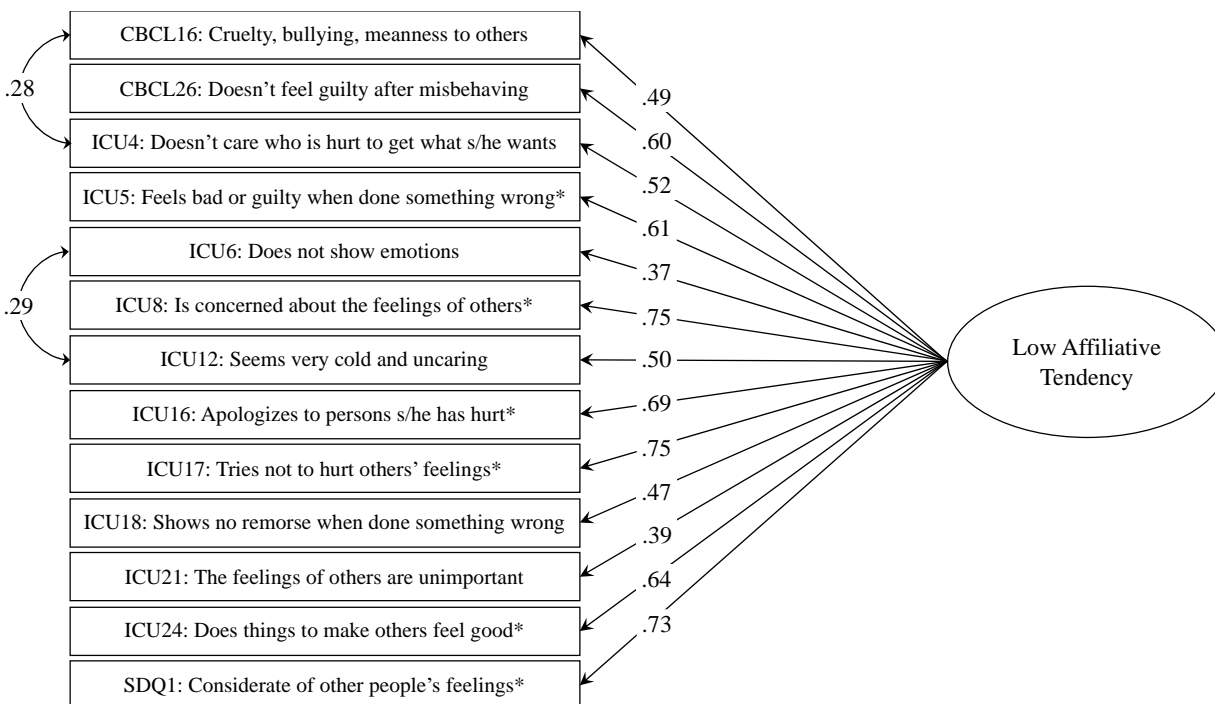 CBCL16: Cruelty, bullying, meanness to others
CBCL26: Doesn’t feel guilty after misbehaving
.28
.49
.60
ICU4: Doesn’t care who is hurt to get what s/he wants
.52
ICU5: Feels bad or guilty when done something wrong*
.61
ICU6: Does not show emotions
.37
.29
ICU8: Is concerned about the feelings of others*
.75
ICU12: Seems very cold and uncaring
.50
Low Affiliative
Tendency
ICU16: Apologizes to persons s/he has hurt*
.69
.75
ICU17: Tries not to hurt others’ feelings*
.47
ICU18: Shows no remorse when done something wrong
.39
ICU21: The feelings of others are unimportant
.64
ICU24: Does things to make others feel good*
.73
SDQ1: Considerate of other people’s feelings*